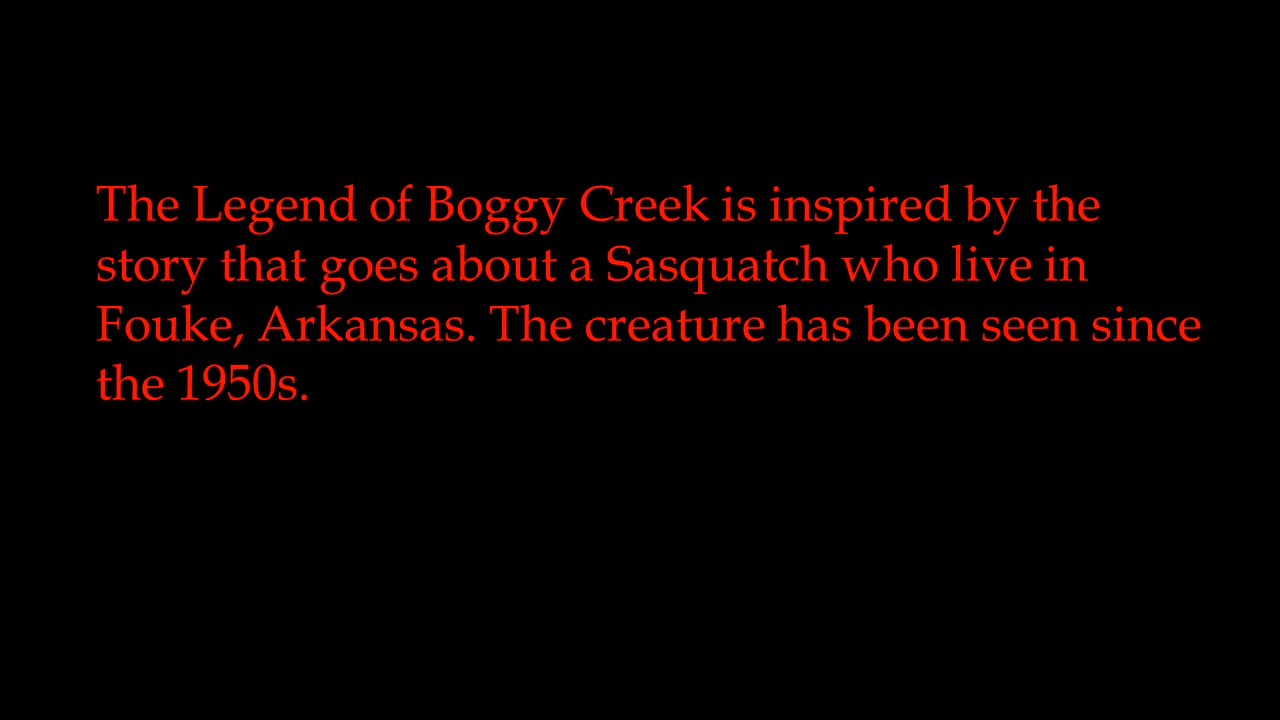 The Legend of Boggy Creek is inspired by the
story that goes about a Sasquatch who live in
Fouke, Arkansas. The creature has been seen since
the 1950s.